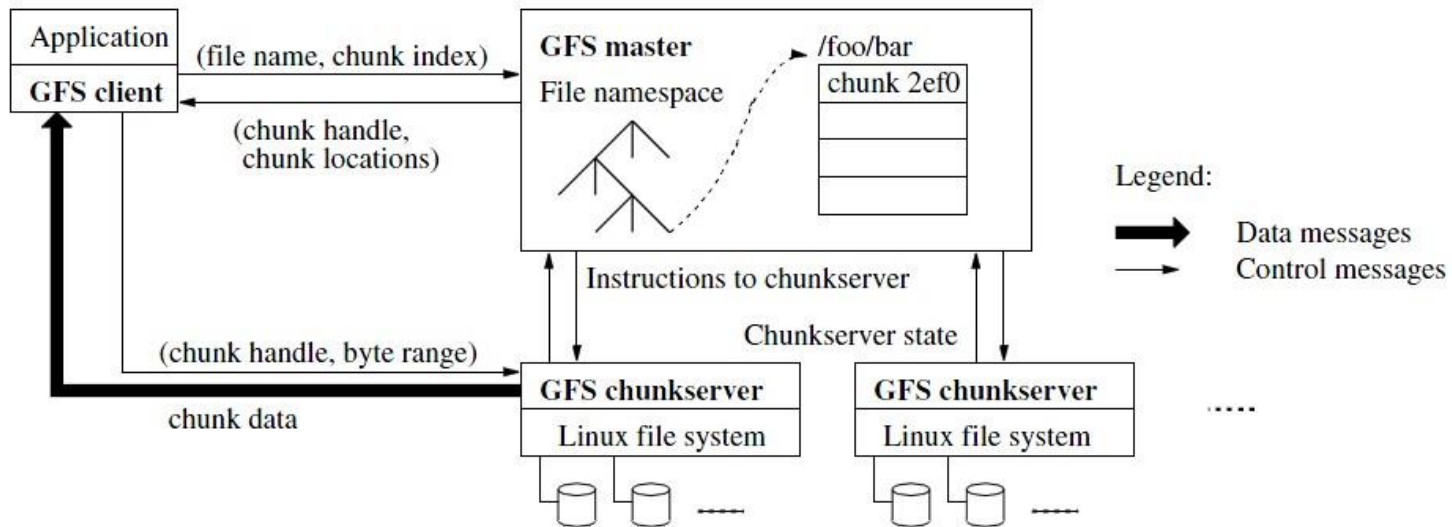 Application
GFS client
(file name, chunk index)
(chunk handle,
chunk locations)
GFS master
File namespace
/foo/bar
chunk 2ef0
Legend:
Data messages
Control messages
Instructions to chunkserver
Chunkserver state
(chunk handle, byte range)
chunk data
GFS chunkserver
Linux file system
GFS chunkserver
Linux file system